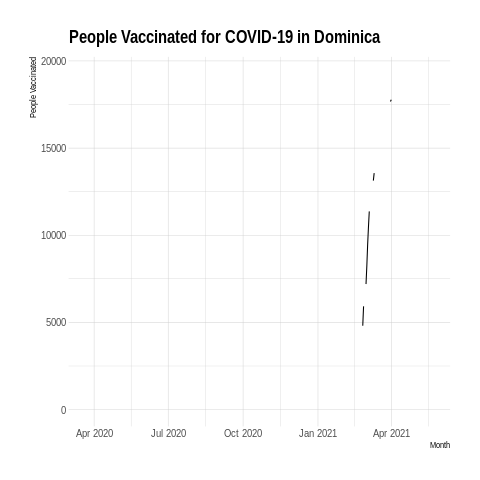 People Vaccinated for COVID-19 in Dominica
People Vaccinated
20000
15000
10000
5000
0
Apr 2020
Jul 2020
Oct 2020
Jan 2021
Apr 2021
Month